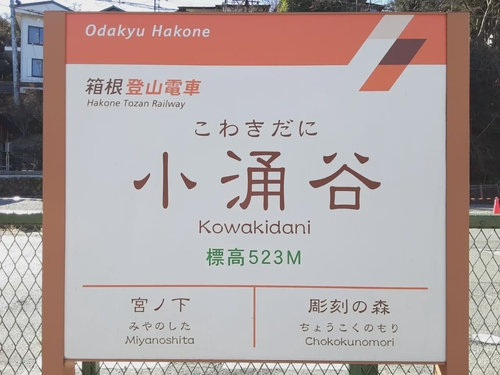 Odakyu Hakone
箱根登山電車
Hakone Tozan Railway
こわきだに
小涌谷
Kowakidani
標高523M
宮ノ下
みやのした
Miyanoshita
彫刻の森
ちょうこくのもり
Chokokunomori